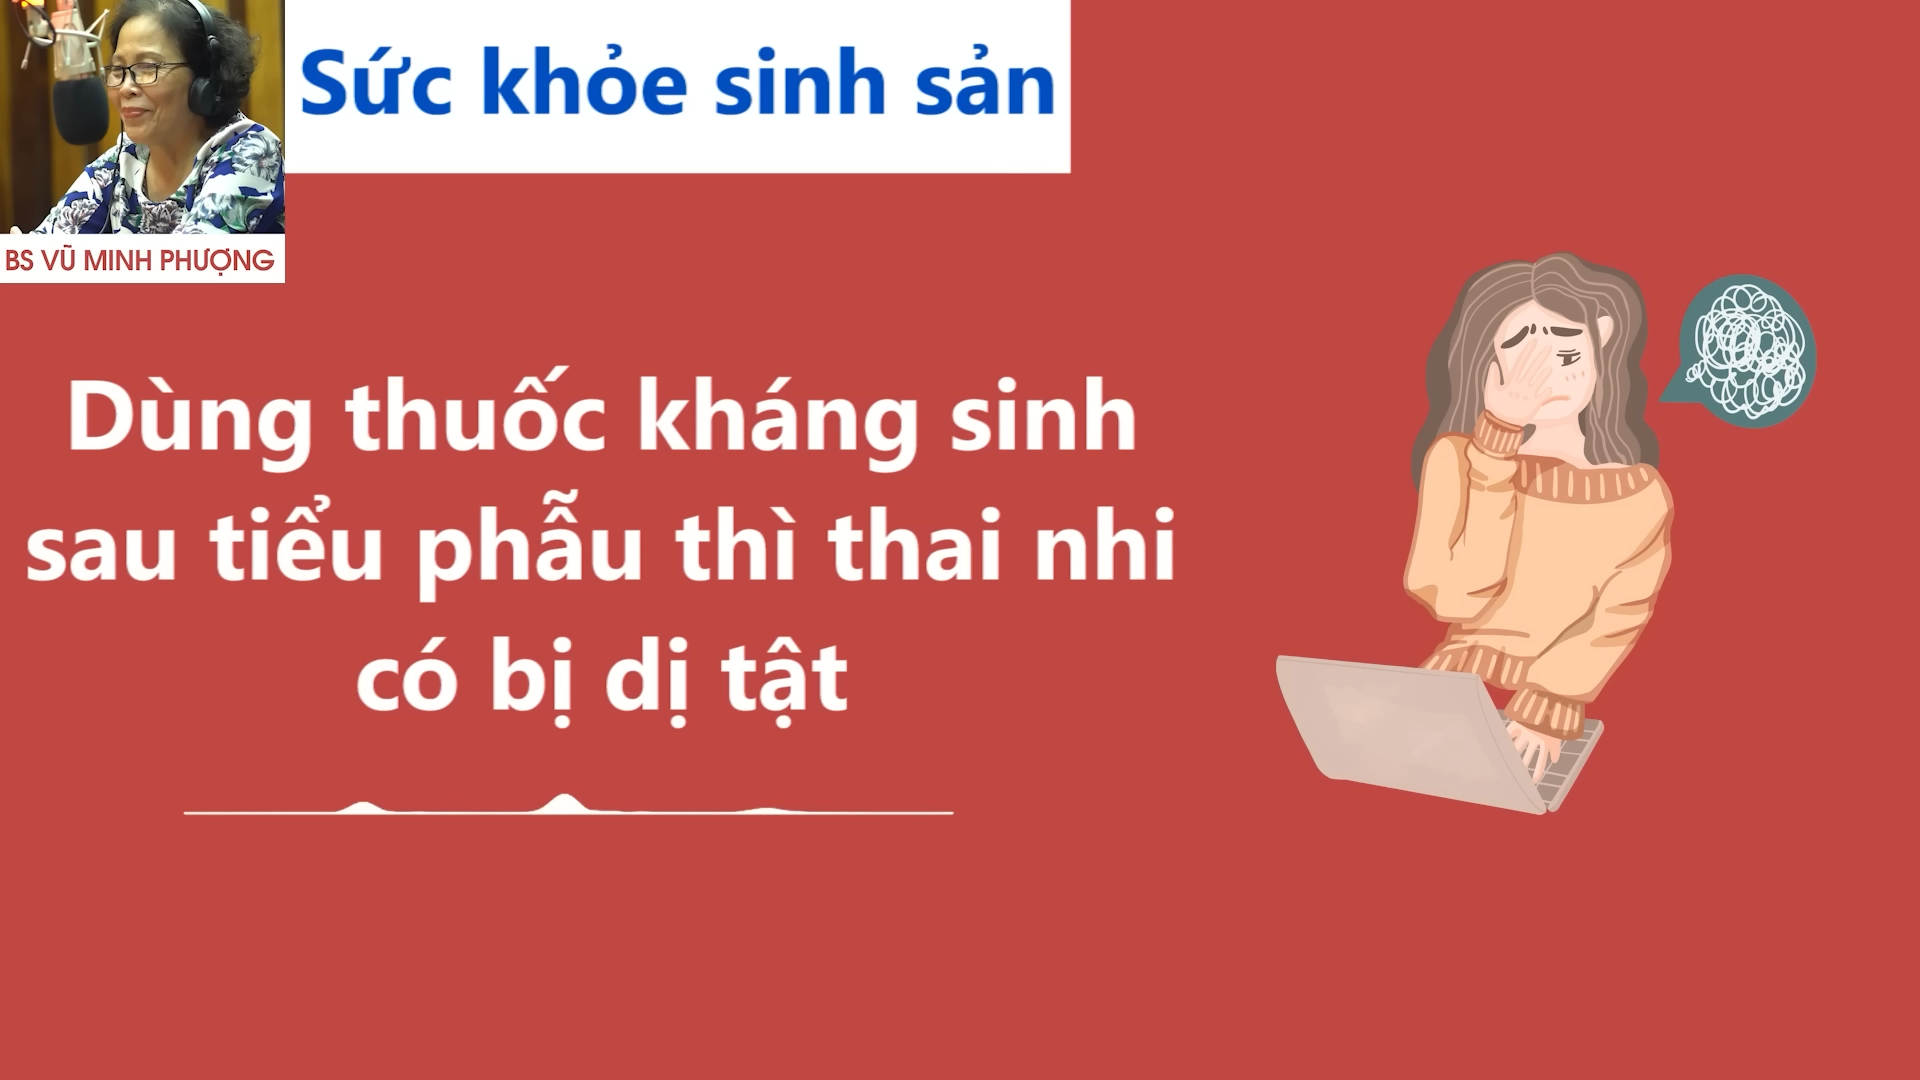 Sức khỏe sinh sản
BS VŨ MINH PHƯỢNG
Dùng thuốc kháng sinh
sau tiểu phẫu thì thai nhi
có bị dị tật